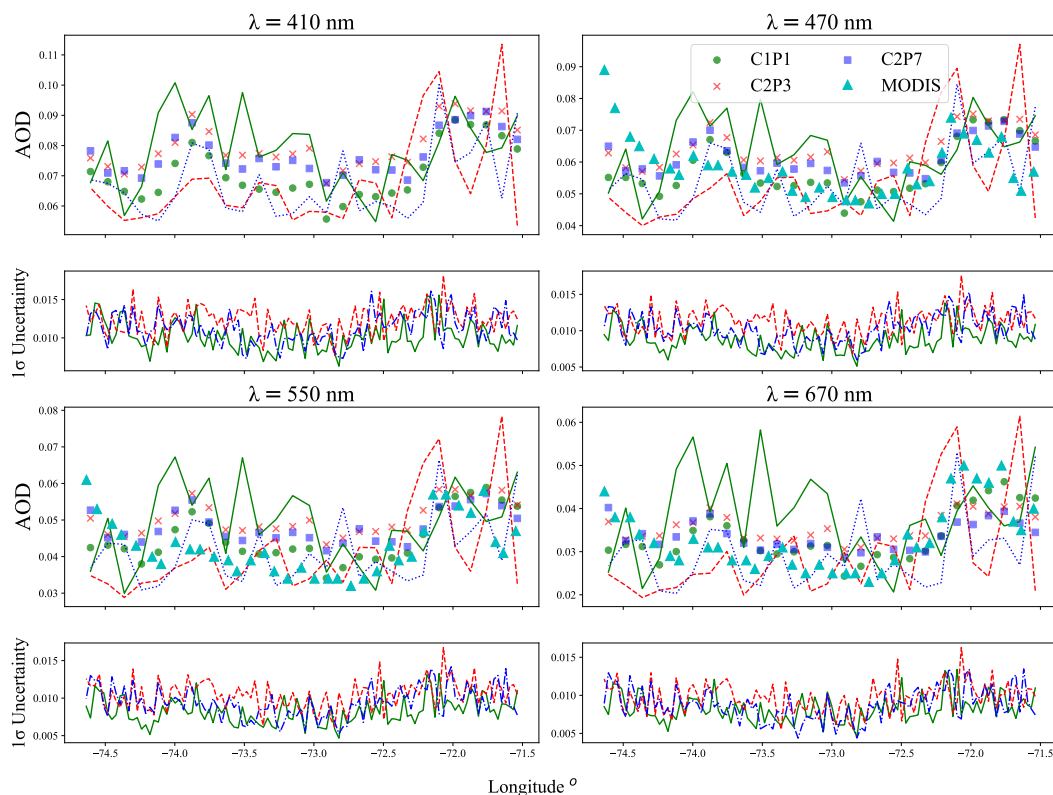 λ = 410 nm
λ = 470 nm
AOD
0.11
0.10
0.09
0.08
0.07
0.06
0.09
0.08
0.07
0.06
0.05
0.04
C1P1
C2P3
C2P7
MODIS
1σ Uncertainty
0.015
0.010
0.015
0.010
0.005
λ = 550 nm
λ = 670 nm
AOD
0.08
0.07
0.06
0.05
0.04
0.03
0.06
0.05
0.04
0.03
0.02
1σ Uncertainty
0.015
0.010
0.005
0.015
0.010
0.005
−74.5 −74.0 −73.5 −73.0 −72.5 −72.0 −71.5
−74.5 −74.0 −73.5 −73.0 −72.5 −72.0 −71.5
Longitude o